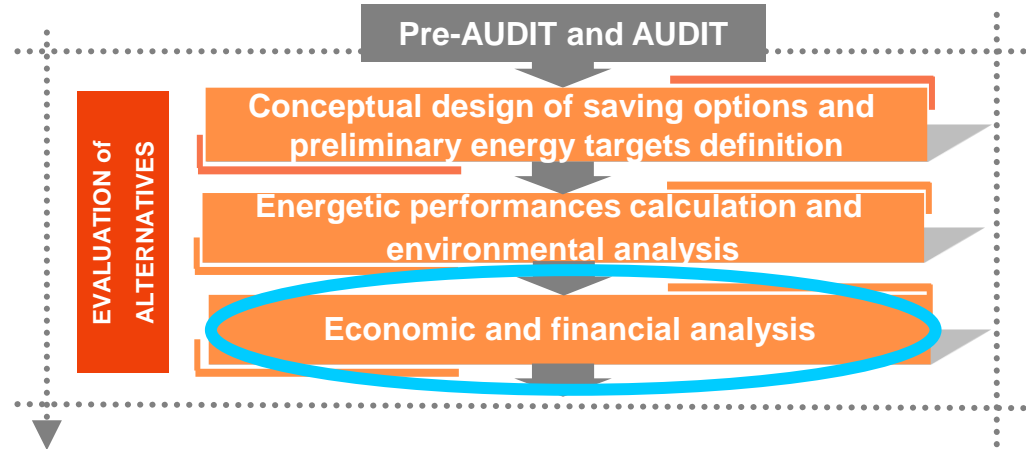 Pre-AUDIT and AUDIT
EVALUATION of
ALTERNATIVES
Conceptual design of saving options and
preliminary energy targets definition
Energetic performances calculation and
environmental analysis
Economic and financial analysis